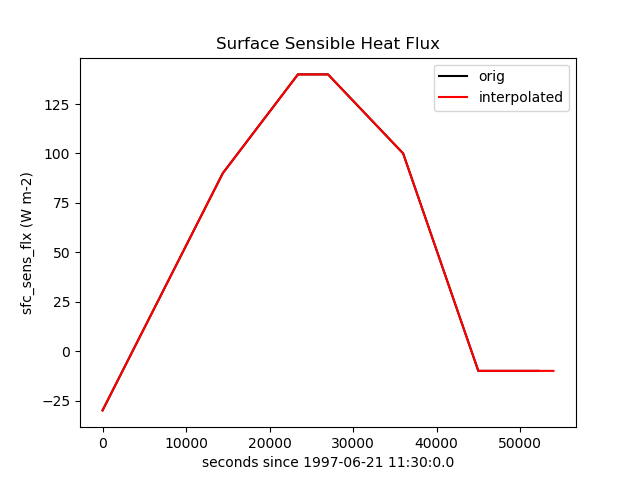 Surface Sensible Heat Flux
orig
interpolated
sfc_sens_flx (W m-2)
125
100
75
50
25
0
−25
0 10000 20000 30000 40000 50000
seconds since 1997-06-21 11:30:0.0